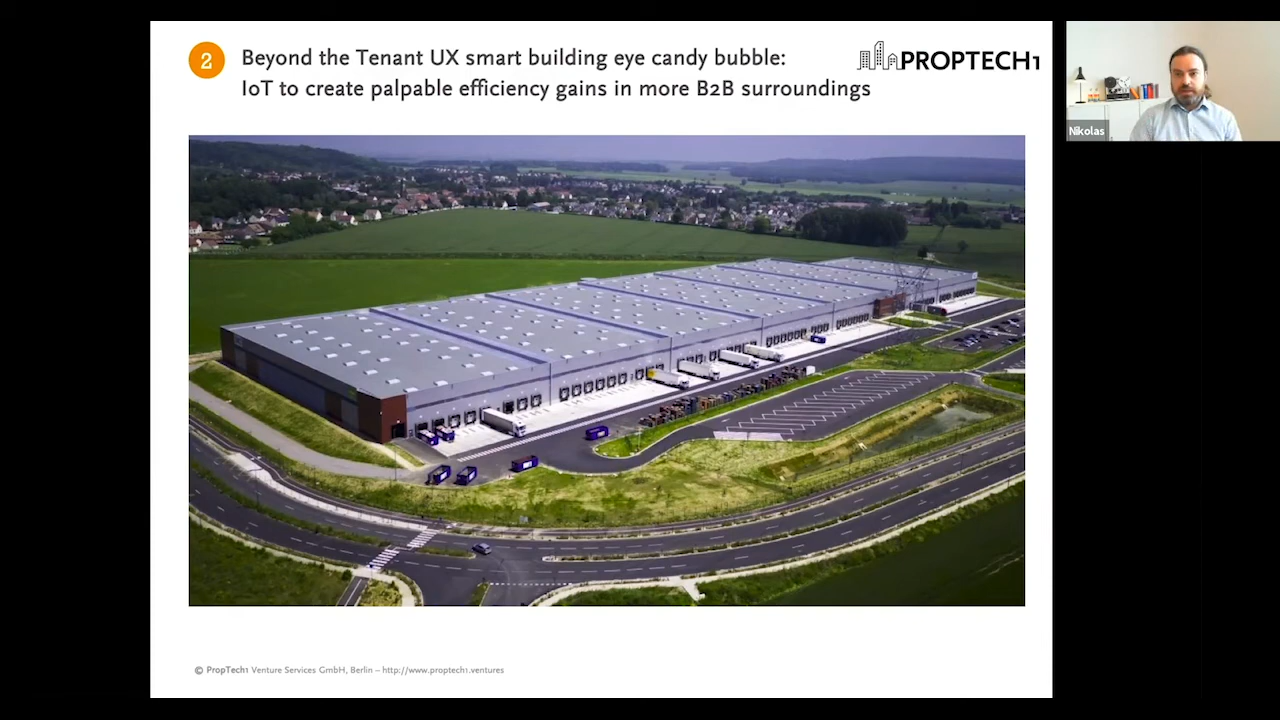 2
Beyond the Tenant UX smart building eye candy bubble:
IoT to create palpable efficiency gains in more B2B surroundings
PROPTECH1
Nikolas
© PropTech1 Venture Services GmbH, Berlin – http://www.proptech1.ventures